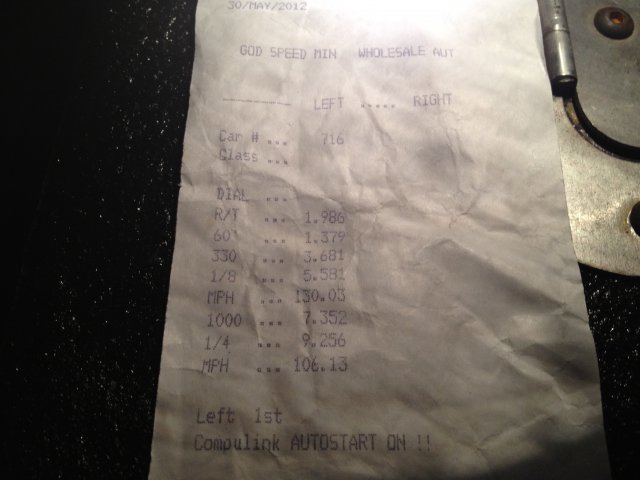 30/MAY/2012
GOD SPEED MIN WHOLESALE AUT
-------- LEFT ..... RIGHT
Car # ... 716
Class ...
DIAL ...
R/T ... 1.986
60' ... 1.379
330 ... 3.681
1/8 ... 5.581
MPH ... 130.03
1000 ... 7.352
1/4 ... 9.256
MPH ... 106.13
Left 1st
Compulink AUTOSTART ON !!